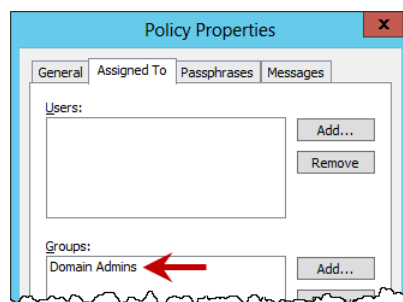 Policy Properties
x
General Assigned To Passphrases Messages
Users:
Add...
Remove
Groups:
Domain Admins
Add...